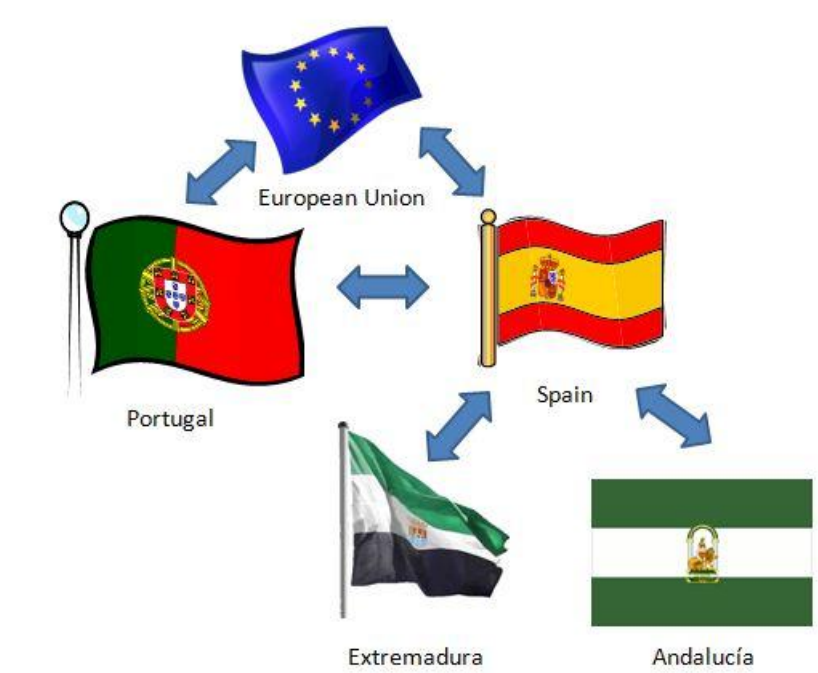 European Union
Portugal
Spain
Extremadura
Andalucía